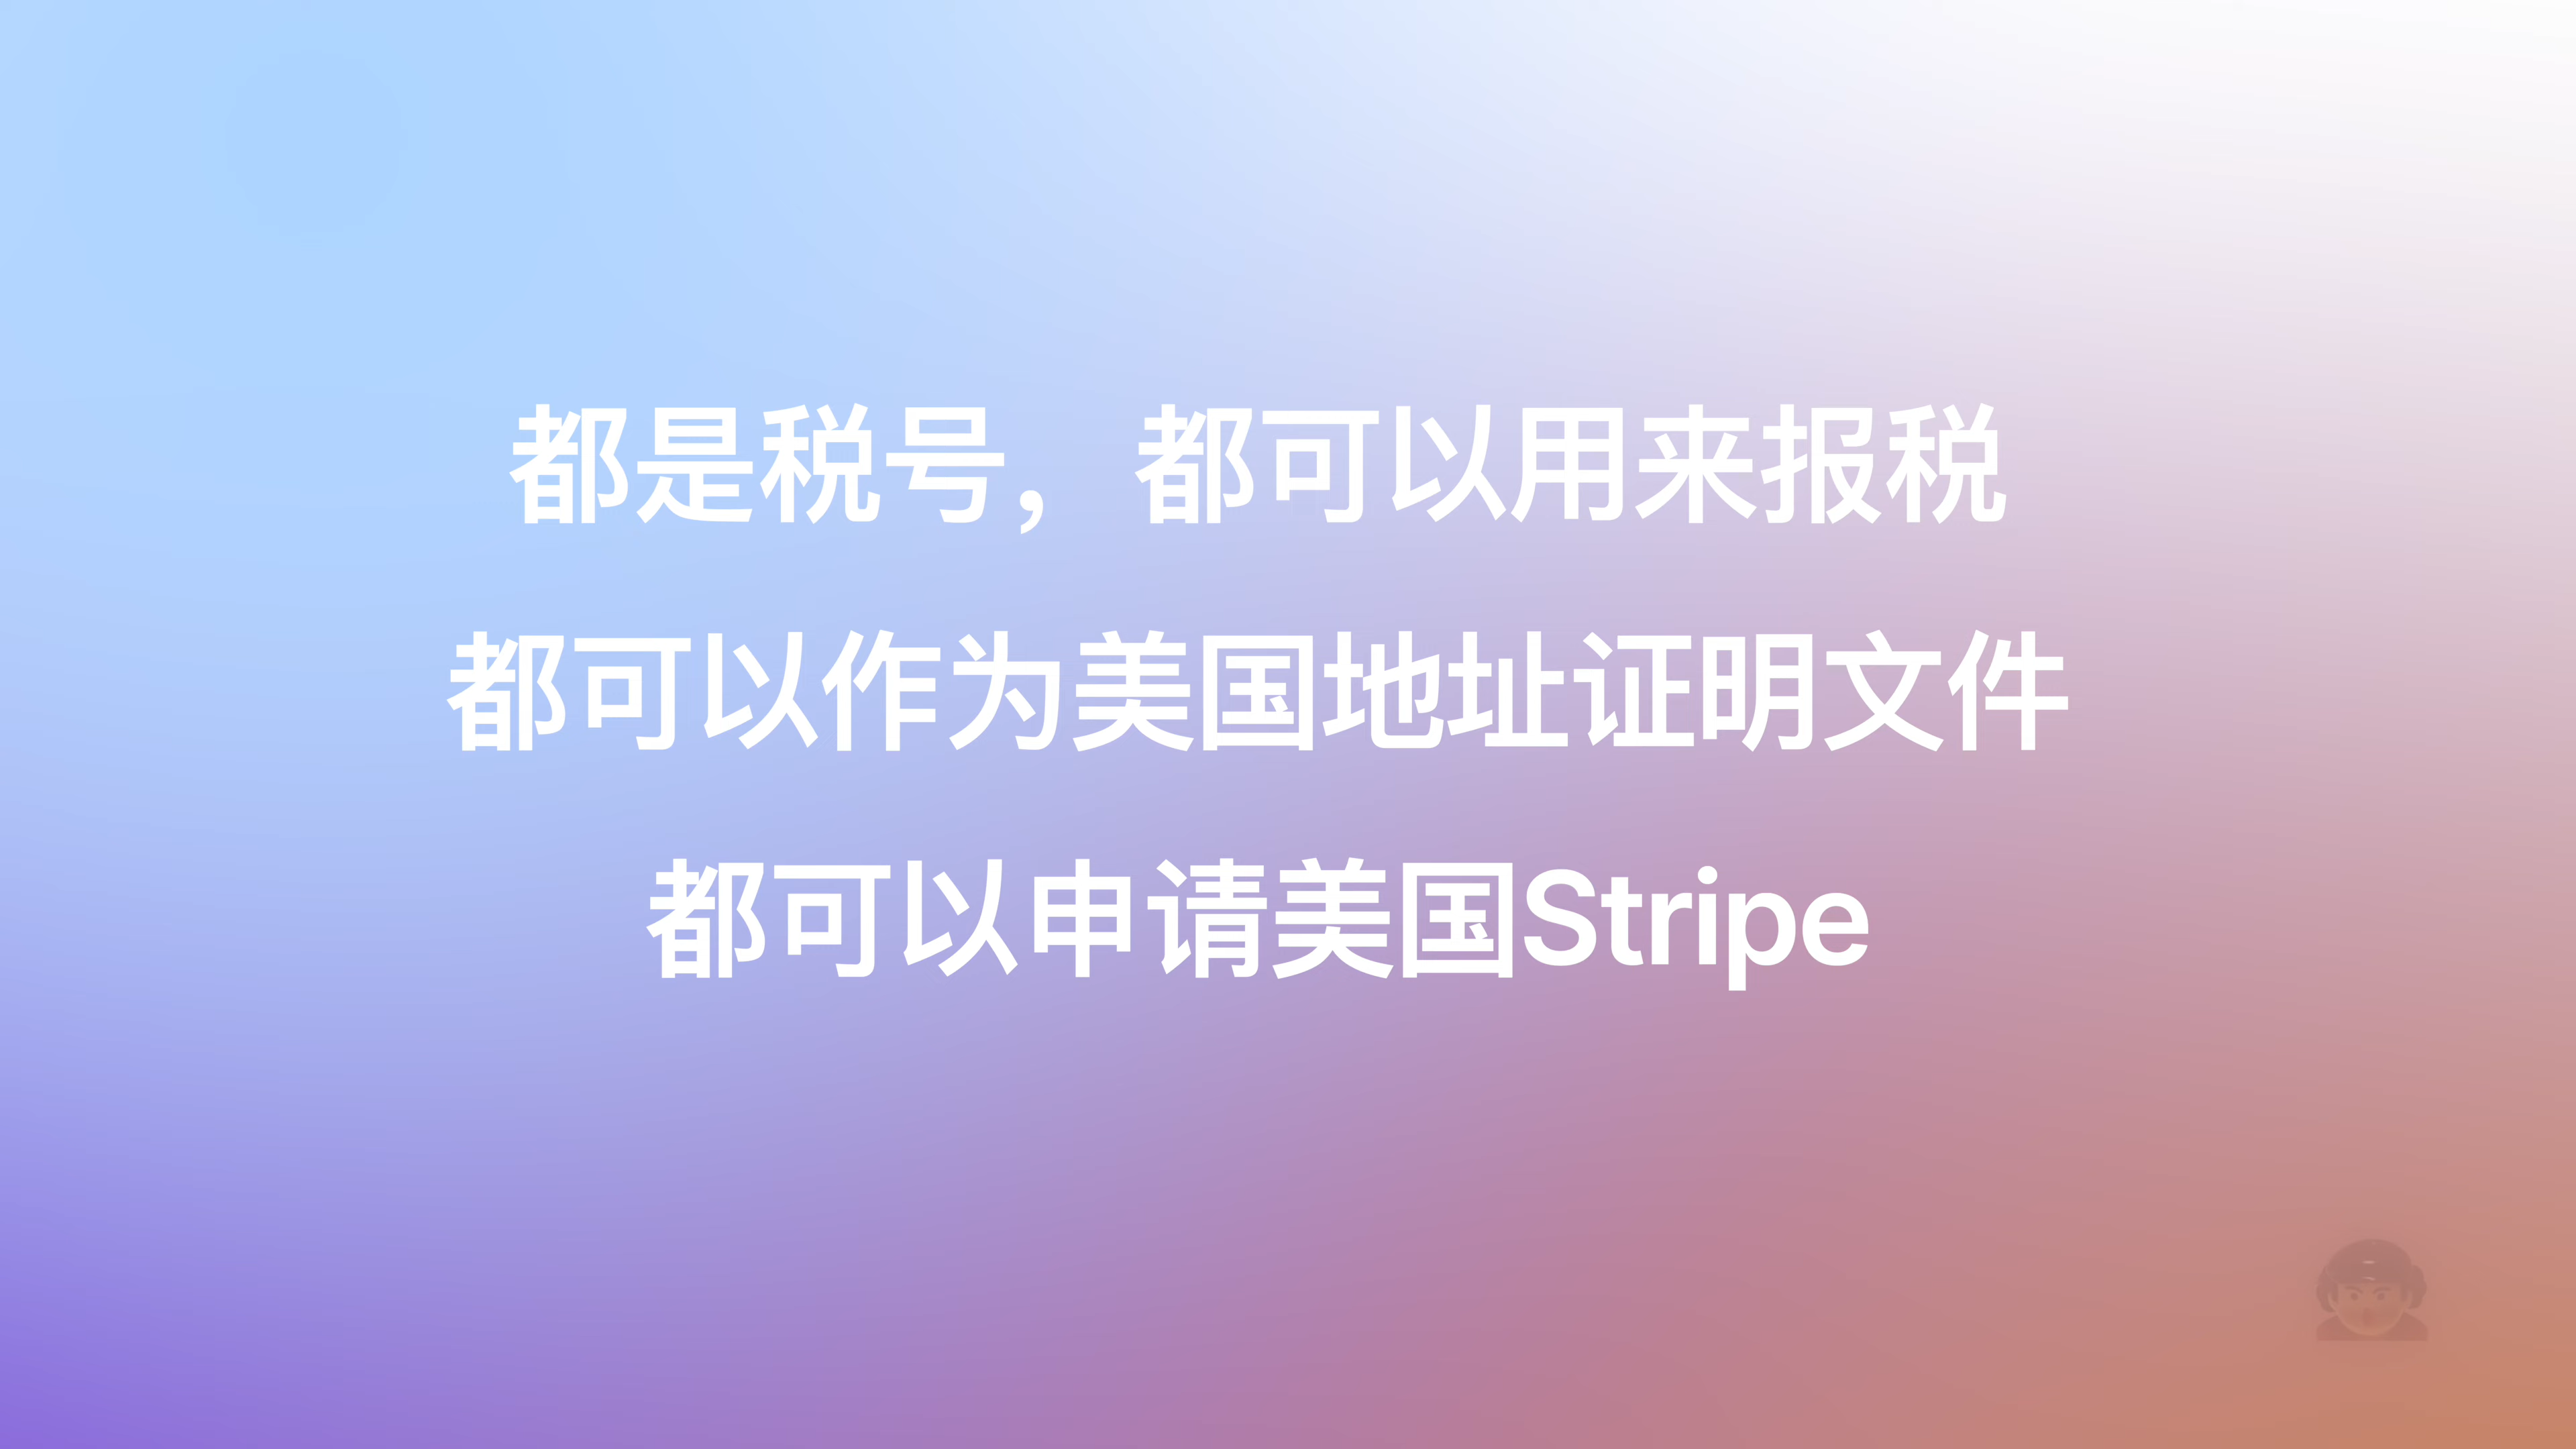 都是税号，都可以用来报税
都可以作为美国地址证明文件
都可以申请美国Stripe